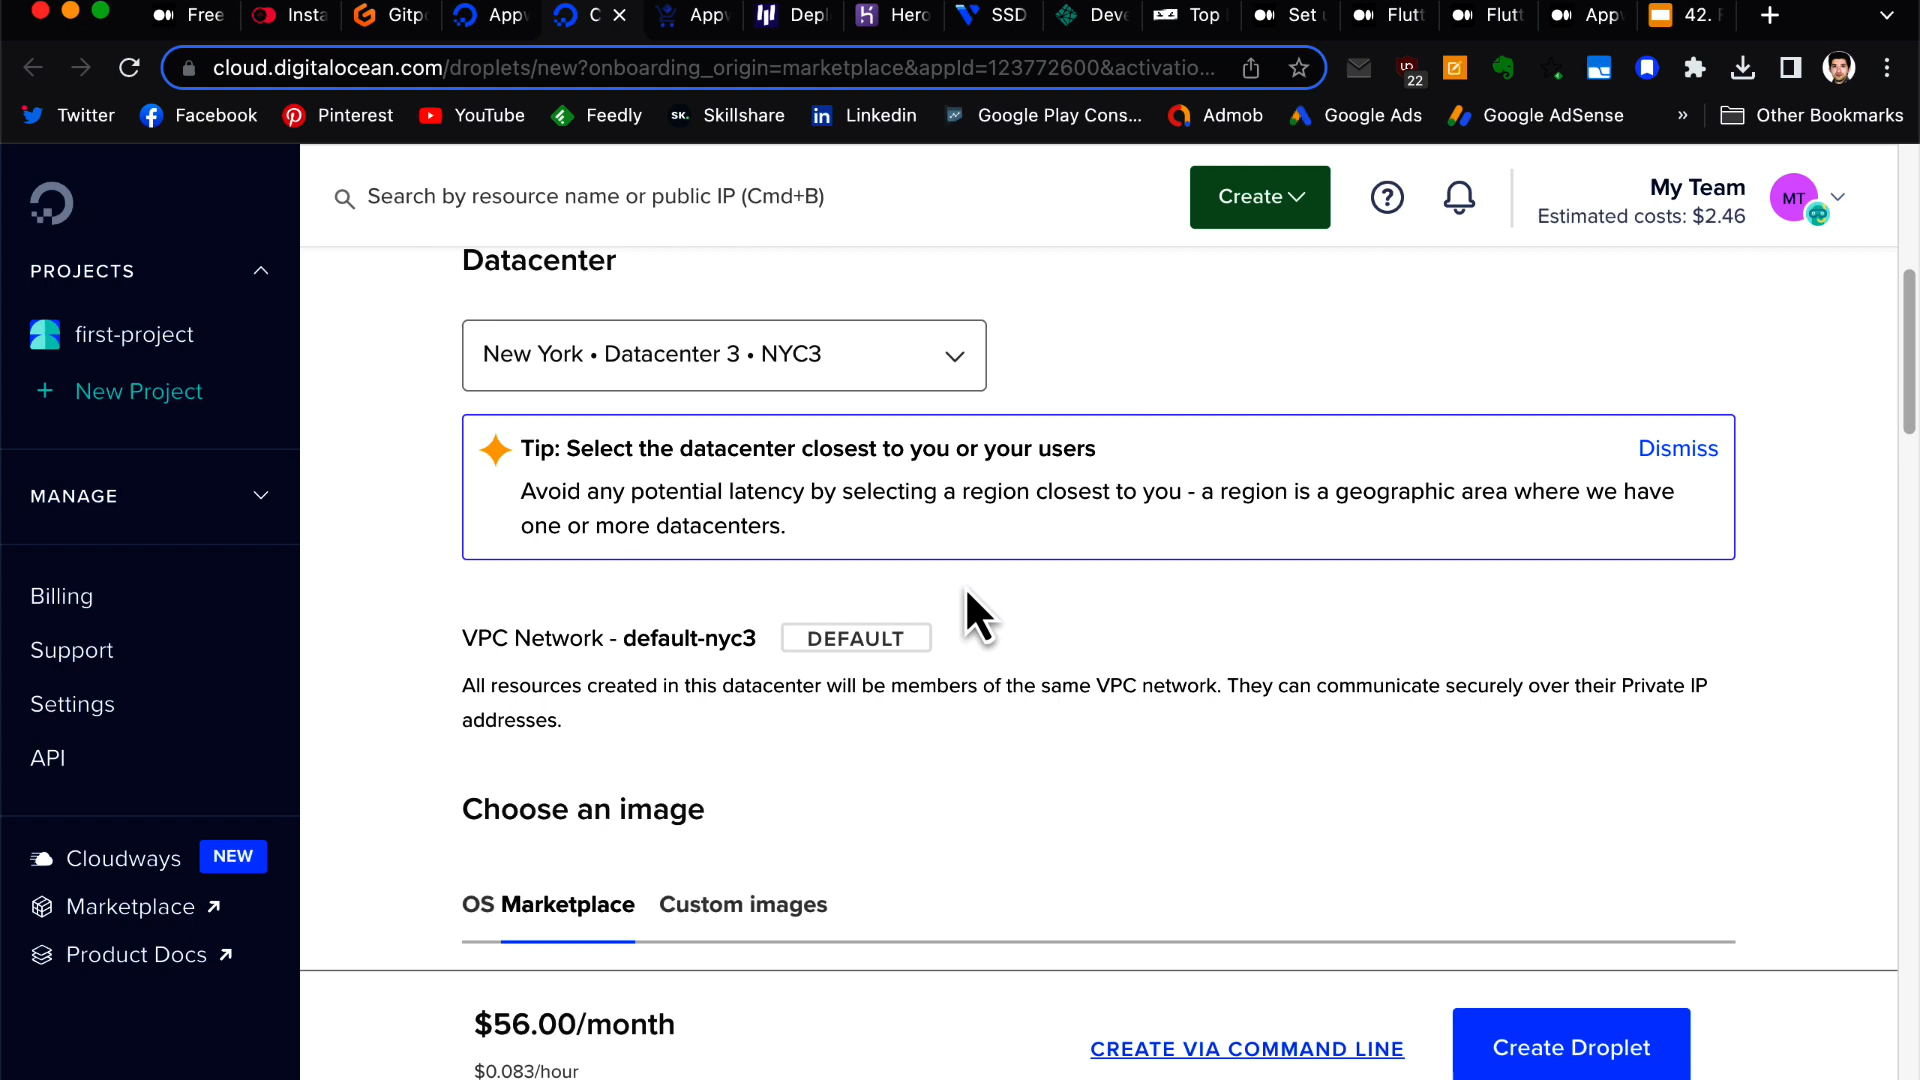 Free
Insta
Gitp
Appw
C
Appv
Depl
Hero
SSD
Deve
Top
Set
Flutt
Flutt
App
42. F
cloud.digitalocean.com/droplets/new?onboarding_origin=marketplace&appId=123772600&activatio...
22
Twitter
Facebook
Pinterest
YouTube
Feedly
SK. Skillshare
Linkedin
Google Play Cons...
Admob
Google Ads
Google AdSense
»
Other Bookmarks
Search by resource name or public IP (Cmd+B)
Create
My Team
Estimated costs: $2.46
MT
PROJECTS
first-project
+ New Project
MANAGE
Billing
Support
Settings
API
Cloudways NEW
Marketplace
Product Docs
Datacenter
New York • Datacenter 3 • NYC3
Tip: Select the datacenter closest to you or your users
Dismiss
Avoid any potential latency by selecting a region closest to you - a region is a geographic area where we have
one or more datacenters.
VPC Network - default-nyc3 DEFAULT
All resources created in this datacenter will be members of the same VPC network. They can communicate securely over their Private IP
addresses.
Choose an image
OS Marketplace Custom images
$56.00/month
$0.083/hour
CREATE VIA COMMAND LINE
Create Droplet